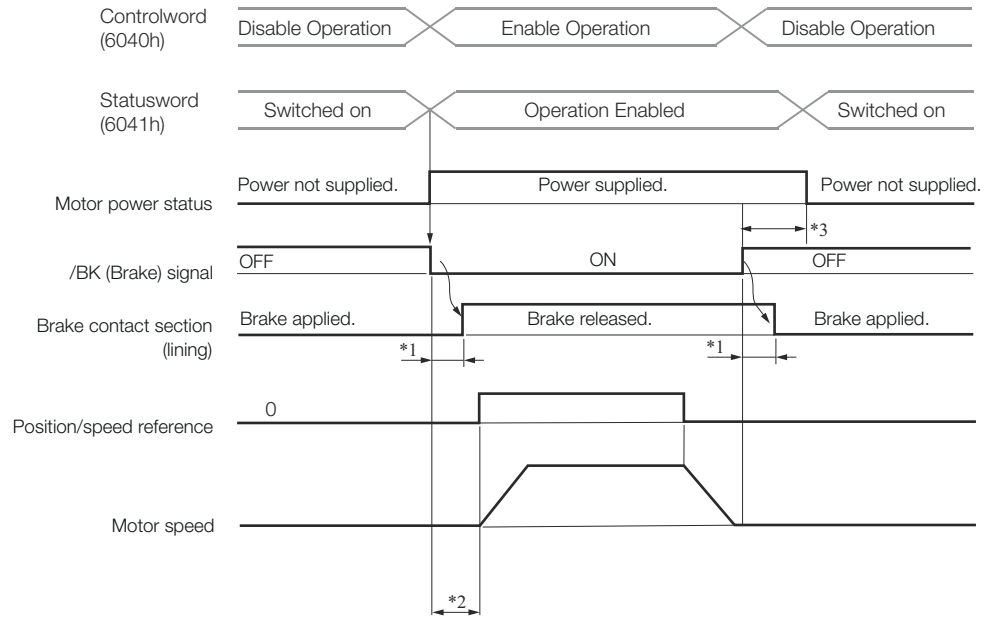 Controlword
(6040h)
Disable Operation
Enable Operation
Disable Operation
Statusword
(6041h)
Switched on
Operation Enabled
Switched on
Motor power status
Power not supplied.
Power supplied.
Power not supplied.
*3
/BK (Brake) signal
OFF
ON
OFF
Brake contact section
(lining)
Brake applied.
Brake released.
Brake applied.
*1
*1
Position/speed reference
0
Motor speed
*2